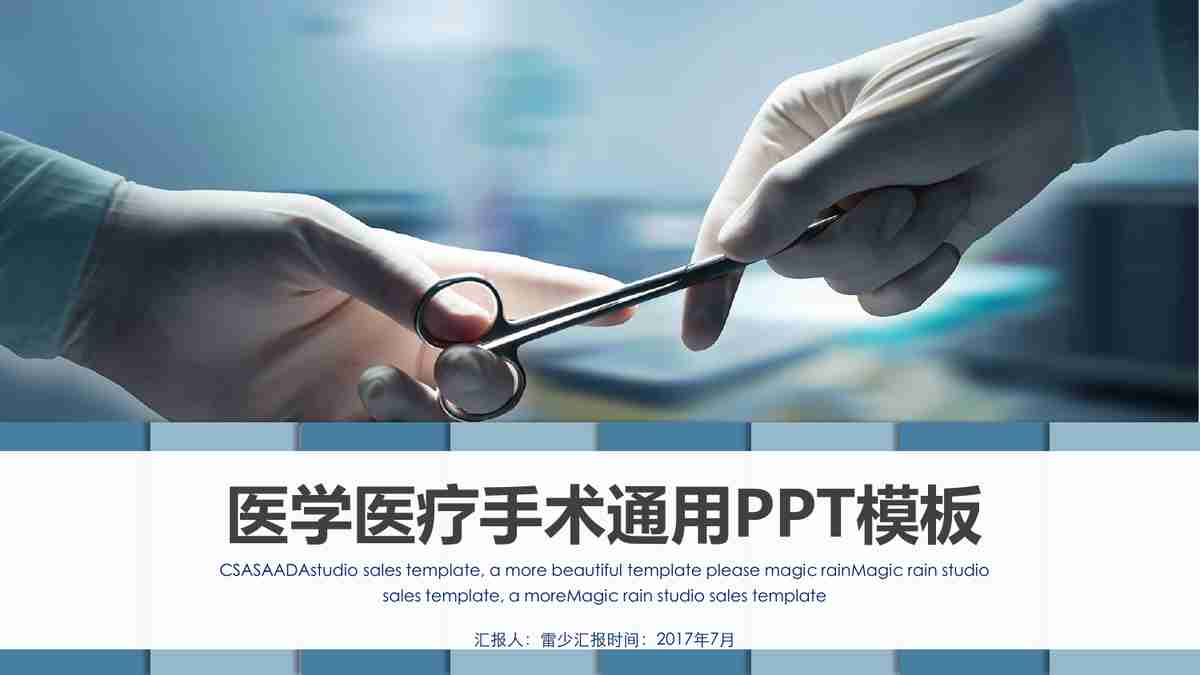 医学医疗手术通用PPT模板
CSASAADAstudio sales template, a more beautiful template please magic rainMagic rain studio
sales template, a moreMagic rain studio sales template
汇报人：雷少汇报时间：2017年7月